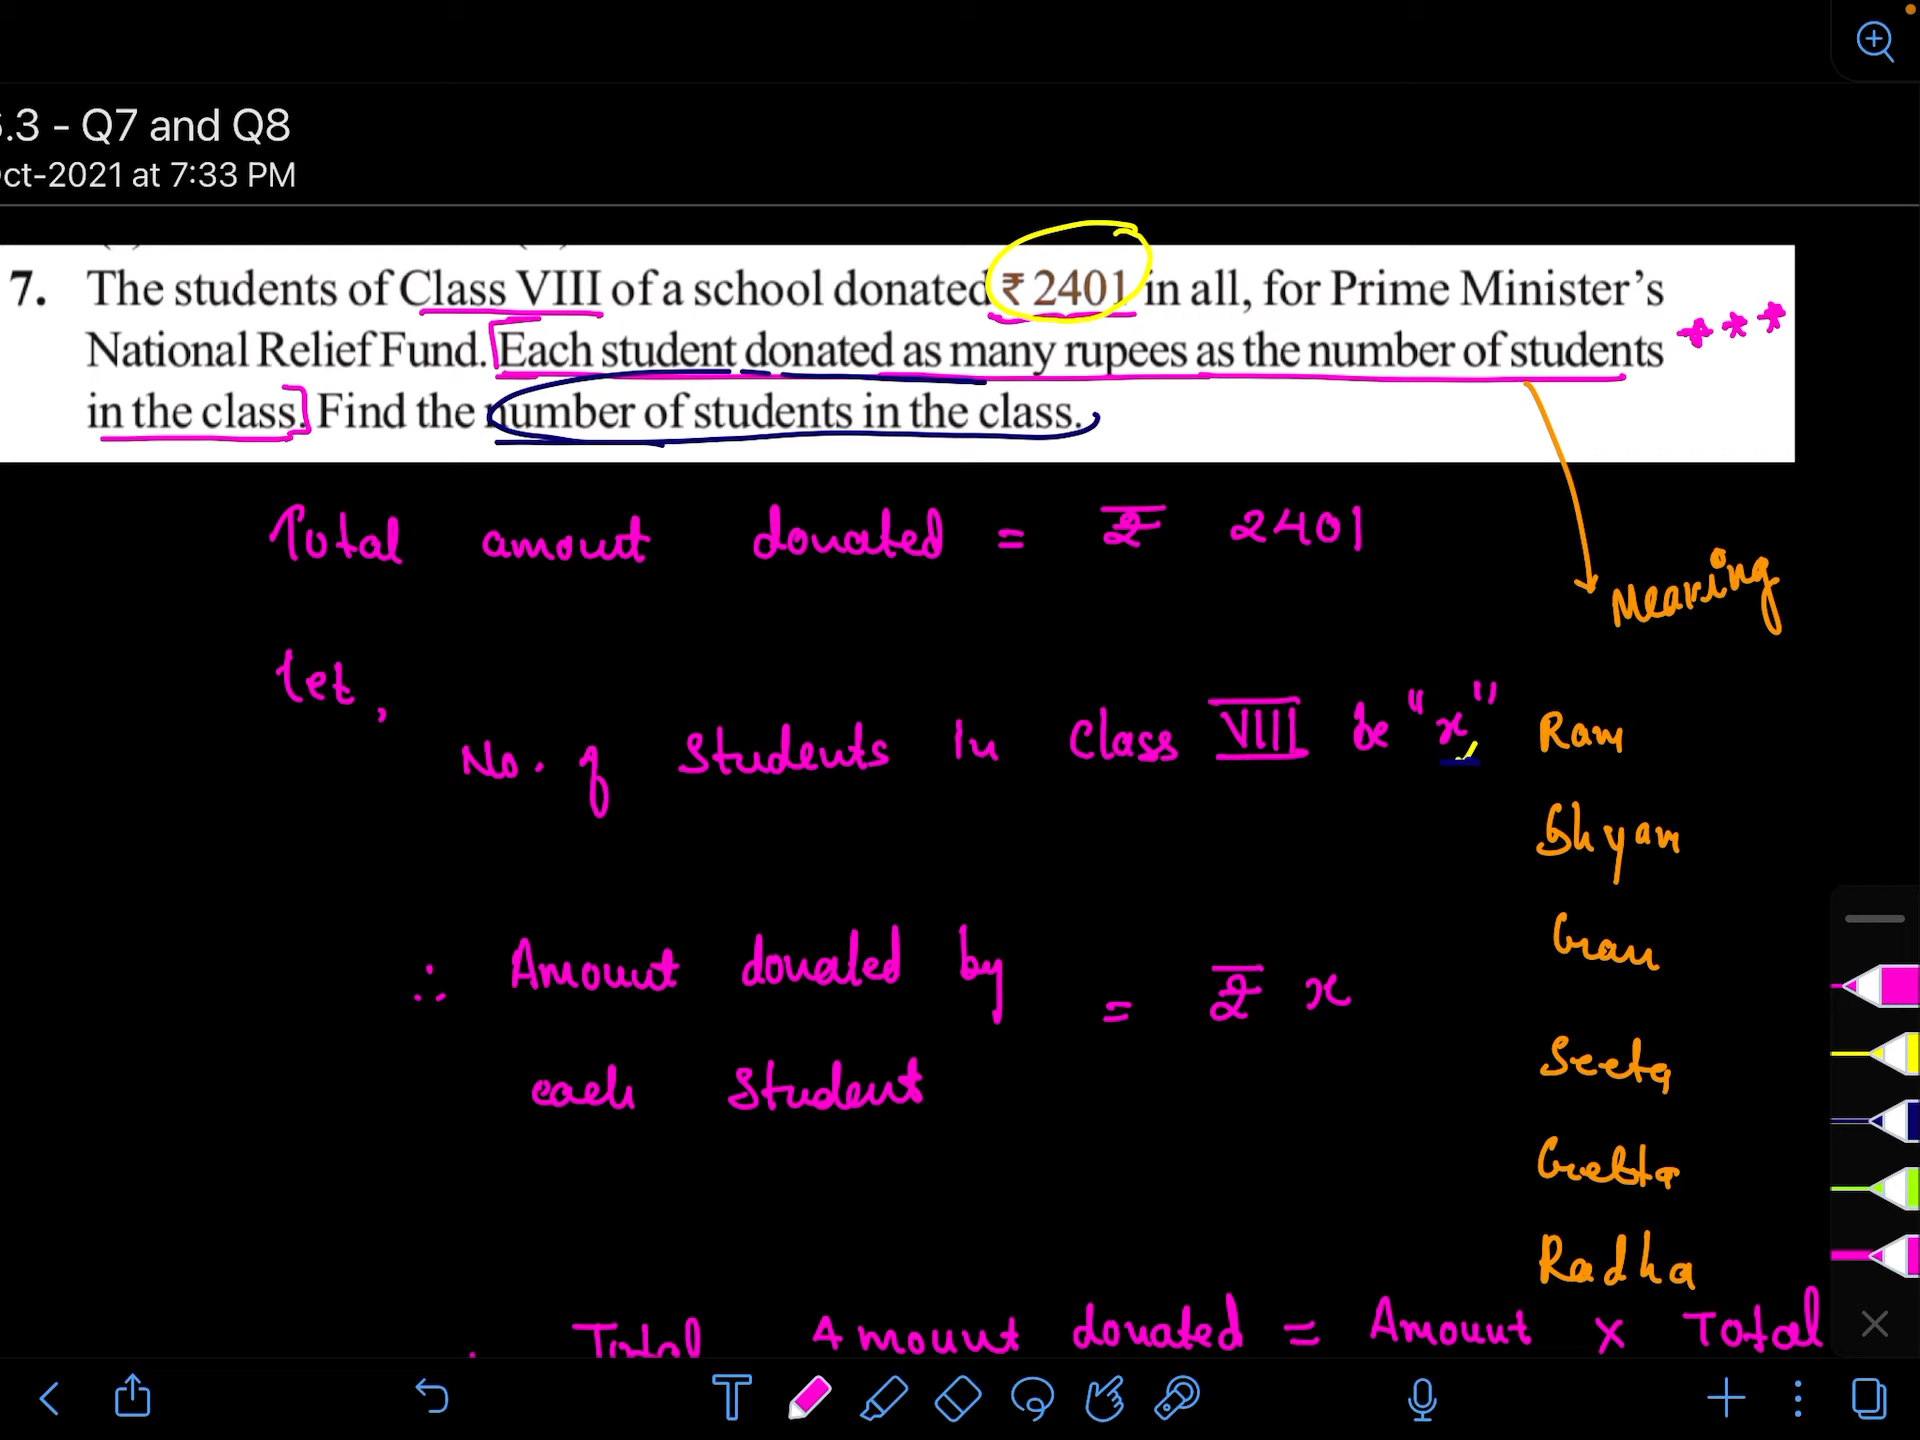 .3 - Q7 and Q8
ct-2021 at 7:33 PM
7. The students of Class VIII of a school donated ₹ 2401 in all, for Prime Minister's
National Relief Fund. Each student donated as many rupees as the number of students
in the class. Find the number of students in the class.
Total amout donated = ₹ 2401
Meaning
let,
No. of Students in Class VIII be "x"
Ram
Shyam
∴ Amount donated by = ₹ x
each Student
Seeta
Radha
∴ Total Amount donated = Amount x Total